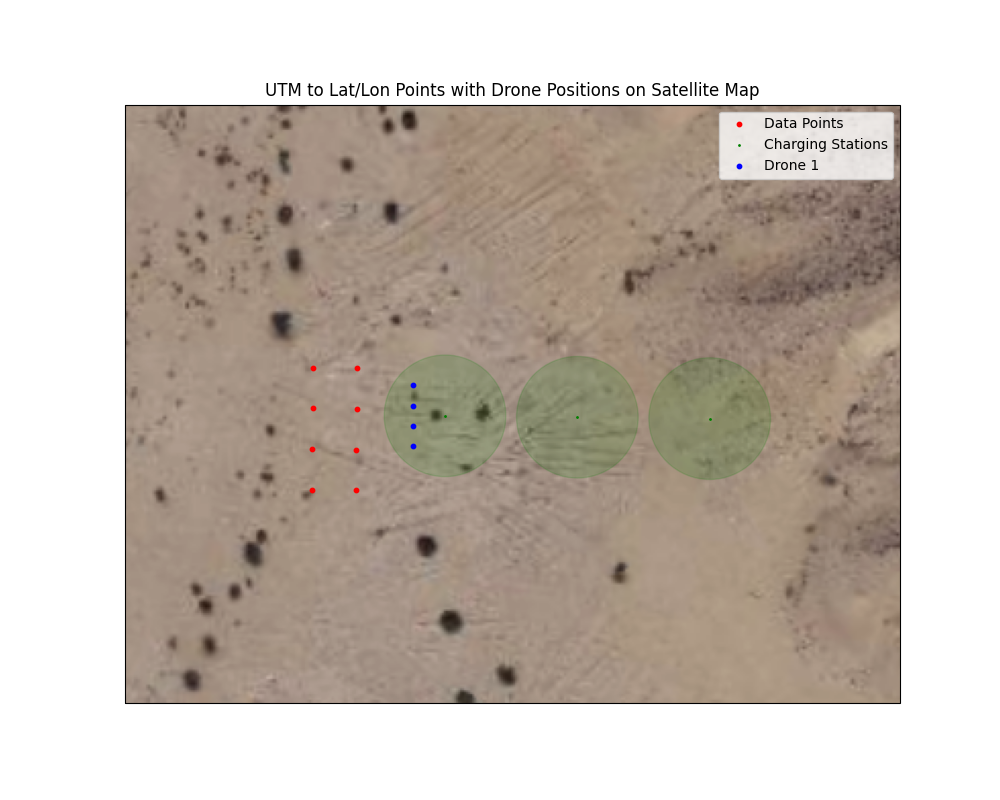 UTM to Lat/Lon Points with Drone Positions on Satellite Map
Data Points
Charging Stations
Drone 1